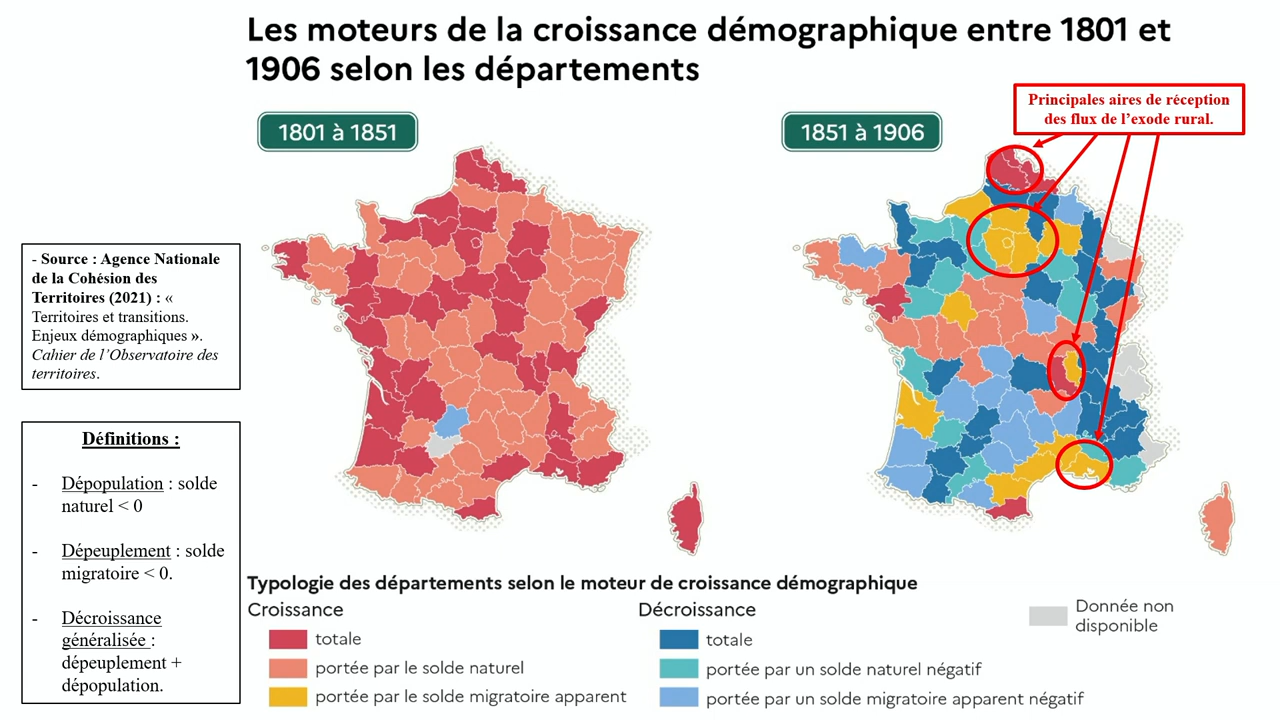 Les moteurs de la croissance démographique entre 1801 et
1906 selon les départements
1801 à 1851
1851 à 1906
Principales aires de réception
des flux de l’exode rural.
- Source : Agence Nationale
de la Cohésion des
Territoires (2021) : «
Territoires et transitions.
Enjeux démographiques ».
Cahier de l’Observatoire des
territoires.
Définitions :
- Dépopulation : solde
naturel < 0
- Dépeuplement : solde
migratoire < 0.
- Décroissance
généralisée :
dépeuplement +
dépopulation.
Typologie des départements selon le moteur de croissance démographique
Croissance
totale
portée par le solde naturel
portée par le solde migratoire apparent
Décroissance
totale
portée par un solde naturel négatif
portée par un solde migratoire apparent négatif
Donnée non
disponible